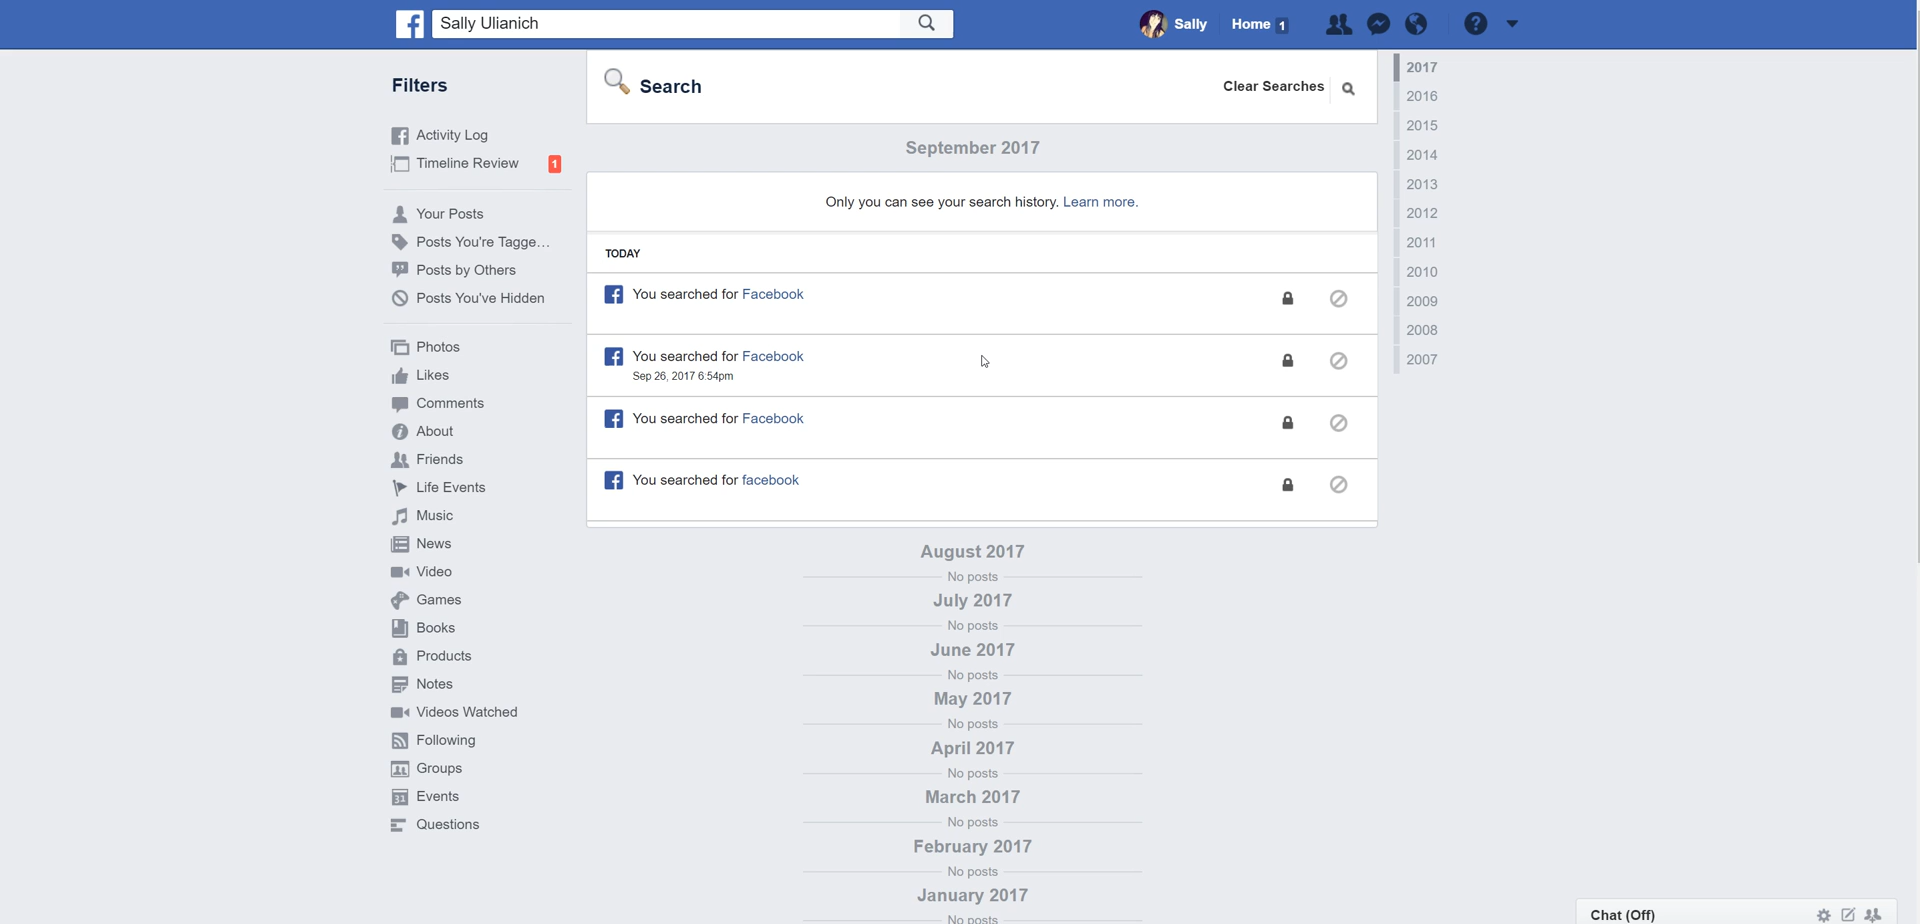 Sally Ulianich
Sally
Home 1
Filters
Activity Log
Timeline Review 1
Your Posts
Posts You're Tagge...
Posts by Others
Posts You've Hidden
Photos
Likes
Comments
About
Friends
Life Events
Music
News
Video
Games
Books
Products
Notes
Videos Watched
Following
Groups
31 Events
Questions
Search
Clear Searches
September 2017
Only you can see your search history. Learn more.
TODAY
You searched for Facebook
You searched for Facebook
Sep 26, 2017 6:54pm
You searched for Facebook
You searched for facebook
August 2017
No posts
July 2017
No posts
June 2017
No posts
May 2017
No posts
April 2017
No posts
March 2017
No posts
February 2017
No posts
January 2017
No posts
2017
2016
2015
2014
2013
2012
2011
2010
2009
2008
2007
Chat (Off)